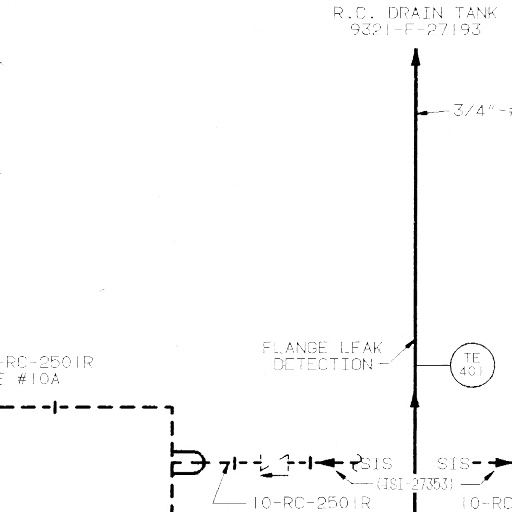 R.C. DRAIN TANK
9321-F-27193
3/4"-
FLANGE LEAK
DETECTION
TE
401
-RC-2501R
#10A
SIS SIS
(ISI-27353)
10-RC-2501R
10-RC